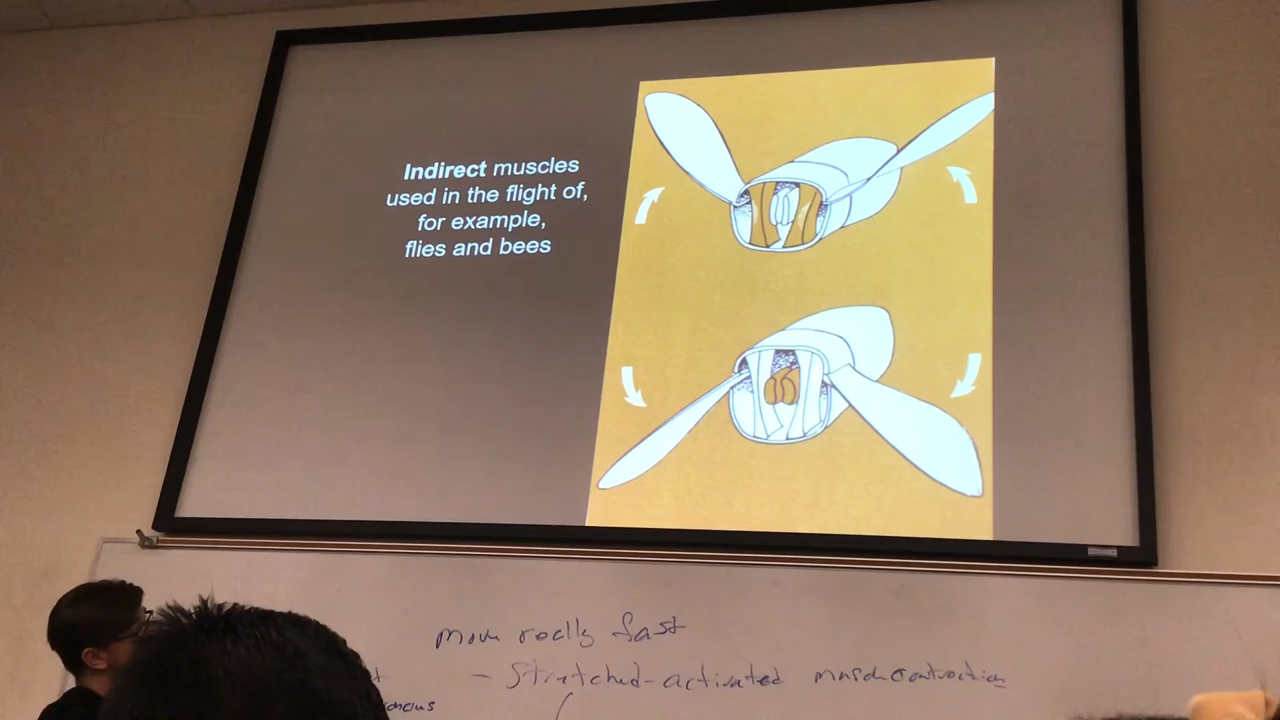 Indirect muscles
used in the flight of,
for example,
flies and bees
move really fast
- Stretched-activated muscle contraction